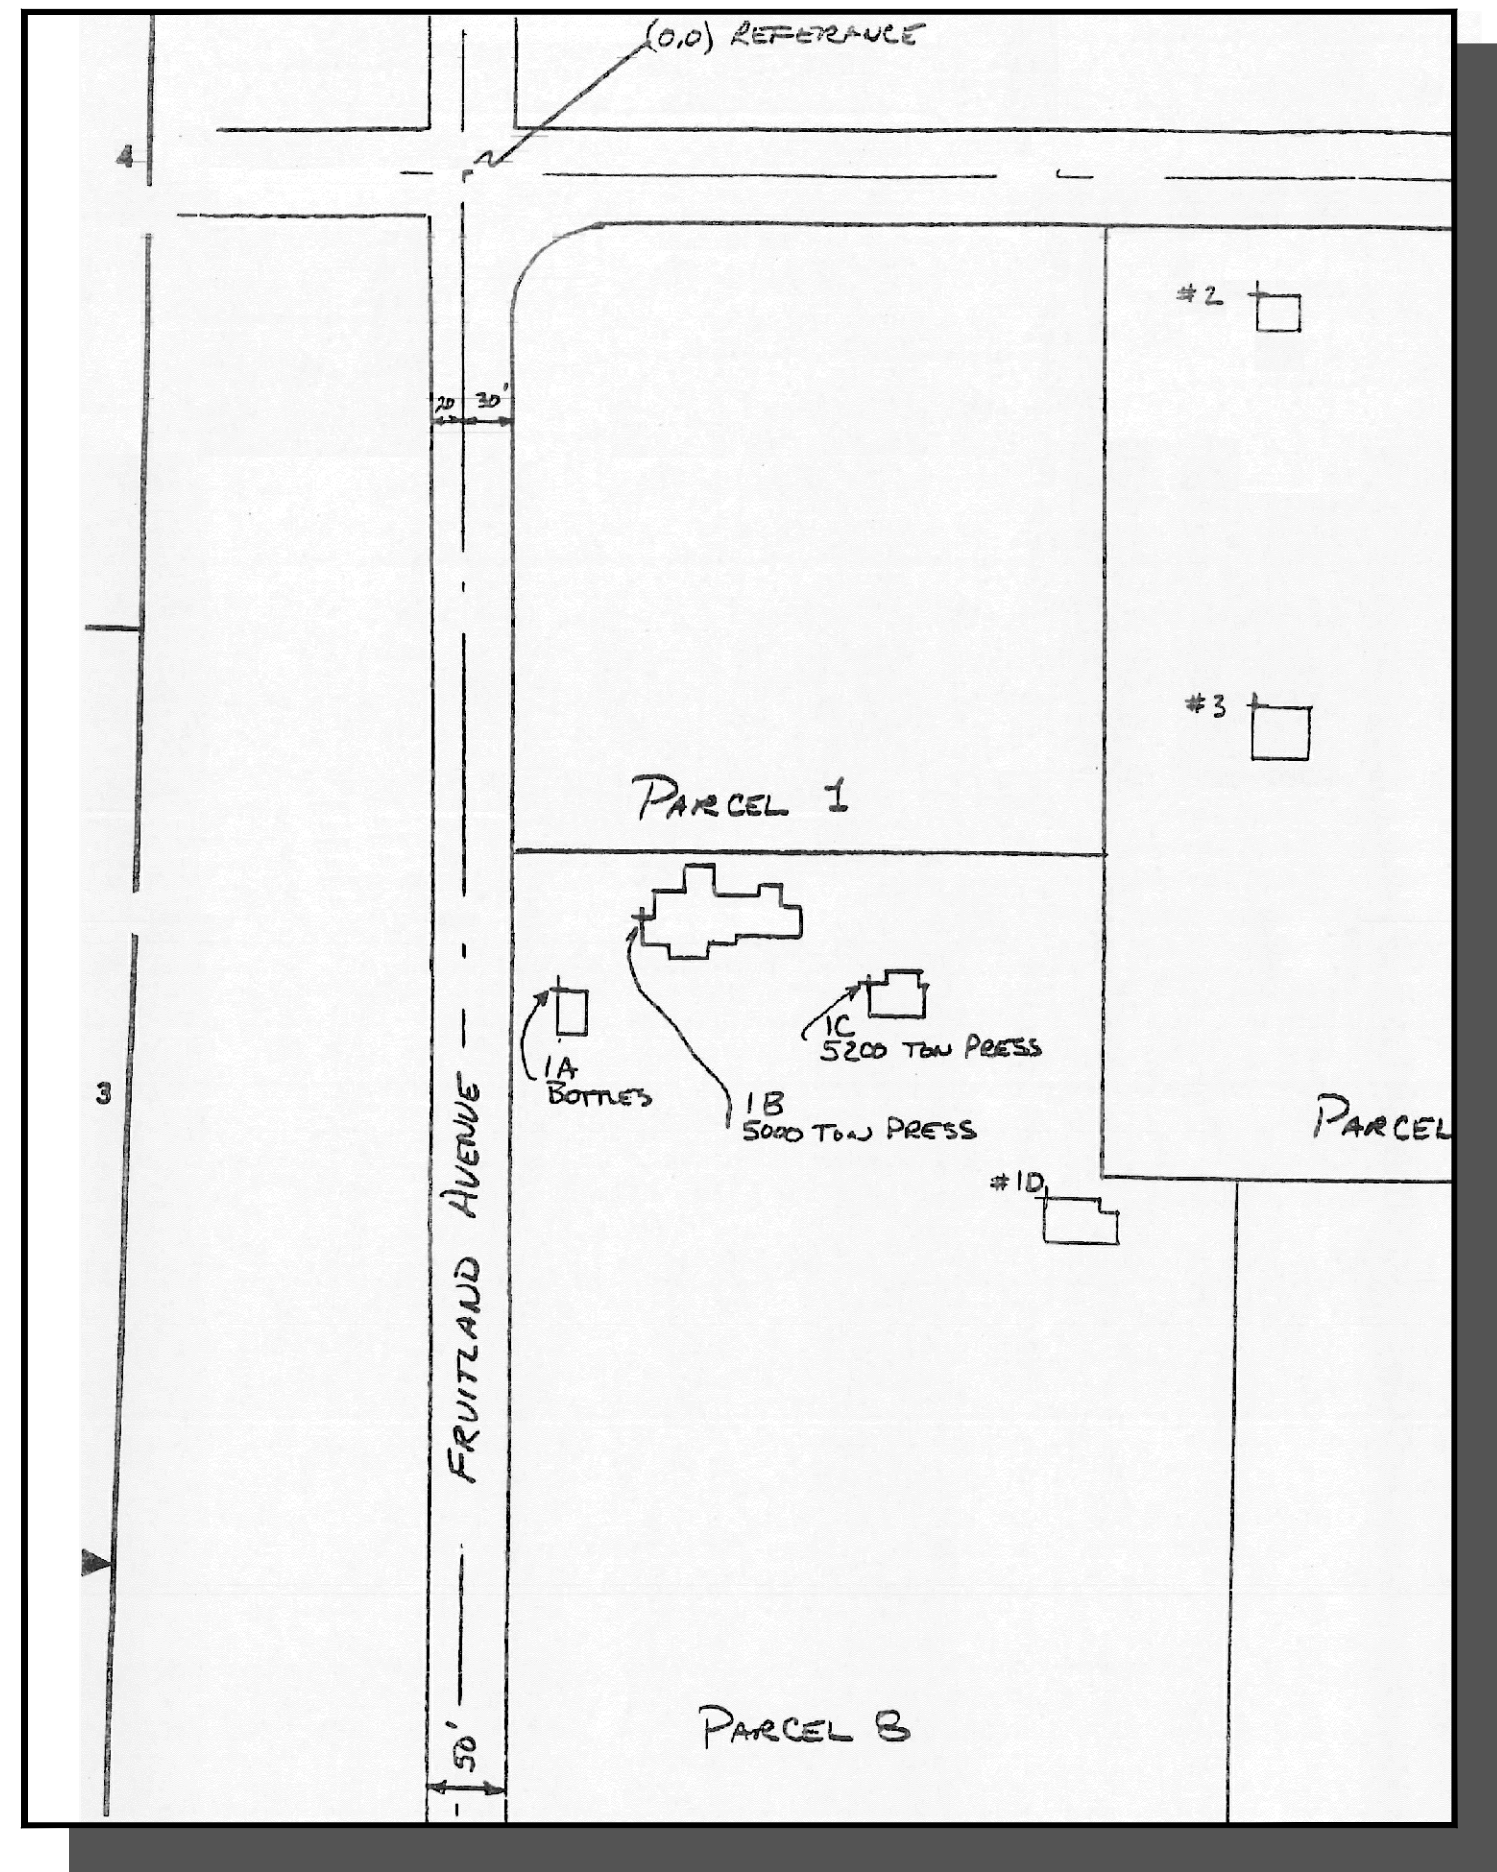 (0,0) REFERANCE
4
#2
20 30'
#3
PARCEL 1
1C
5200 TON PRESS
1A
BOTTLES
3
1B
5000 TON PRESS
PARCEL
#1D
FRUITLAND AVENUE
PARCEL 8
50'